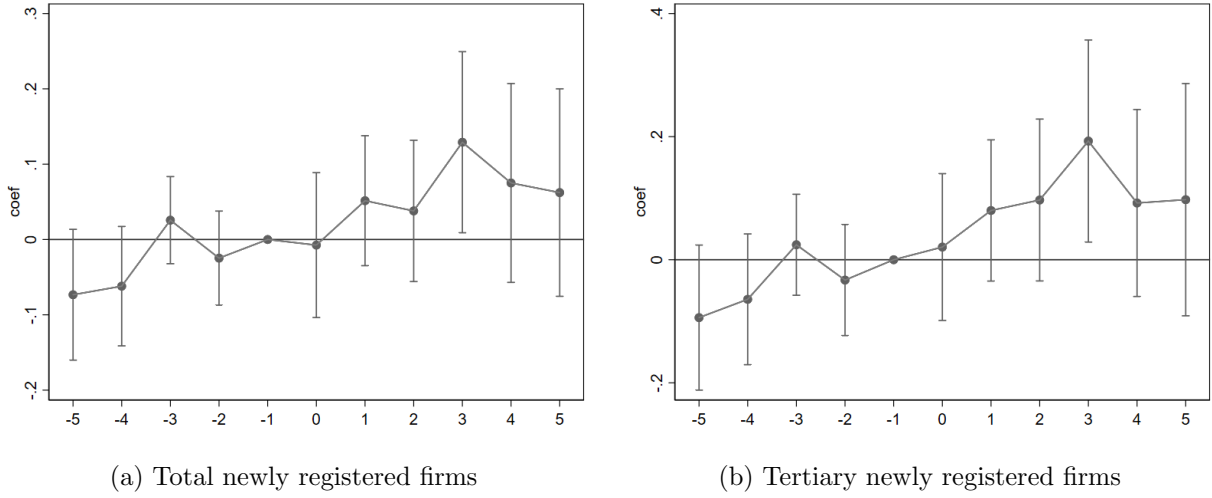 .3
.2
.1
0
-.1
-.2
coef
-5 -4 -3 -2 -1 0 1 2 3 4 5
(a) Total newly registered firms
.4
.2
0
-.2
coef
-5 -4 -3 -2 -1 0 1 2 3 4 5
(b) Tertiary newly registered firms